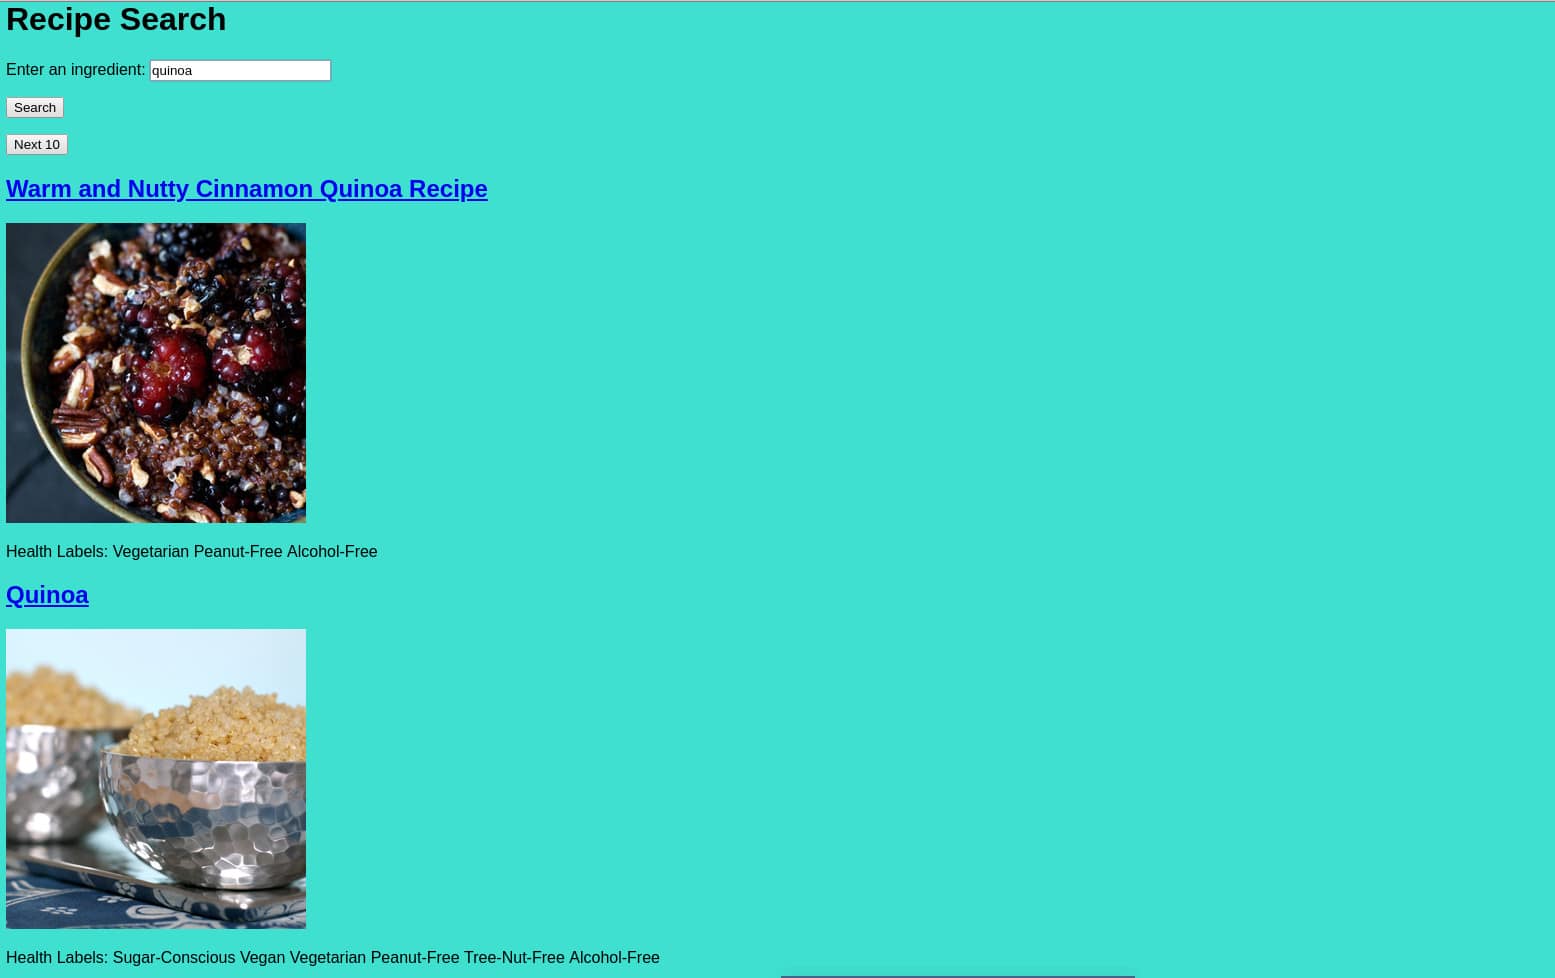 Recipe Search
Enter an ingredient: quinoa
Search
Next 10
Warm and Nutty Cinnamon Quinoa Recipe
Health Labels: Vegetarian Peanut-Free Alcohol-Free
Quinoa
Health Labels: Sugar-Conscious Vegan Vegetarian Peanut-Free Tree-Nut-Free Alcohol-Free